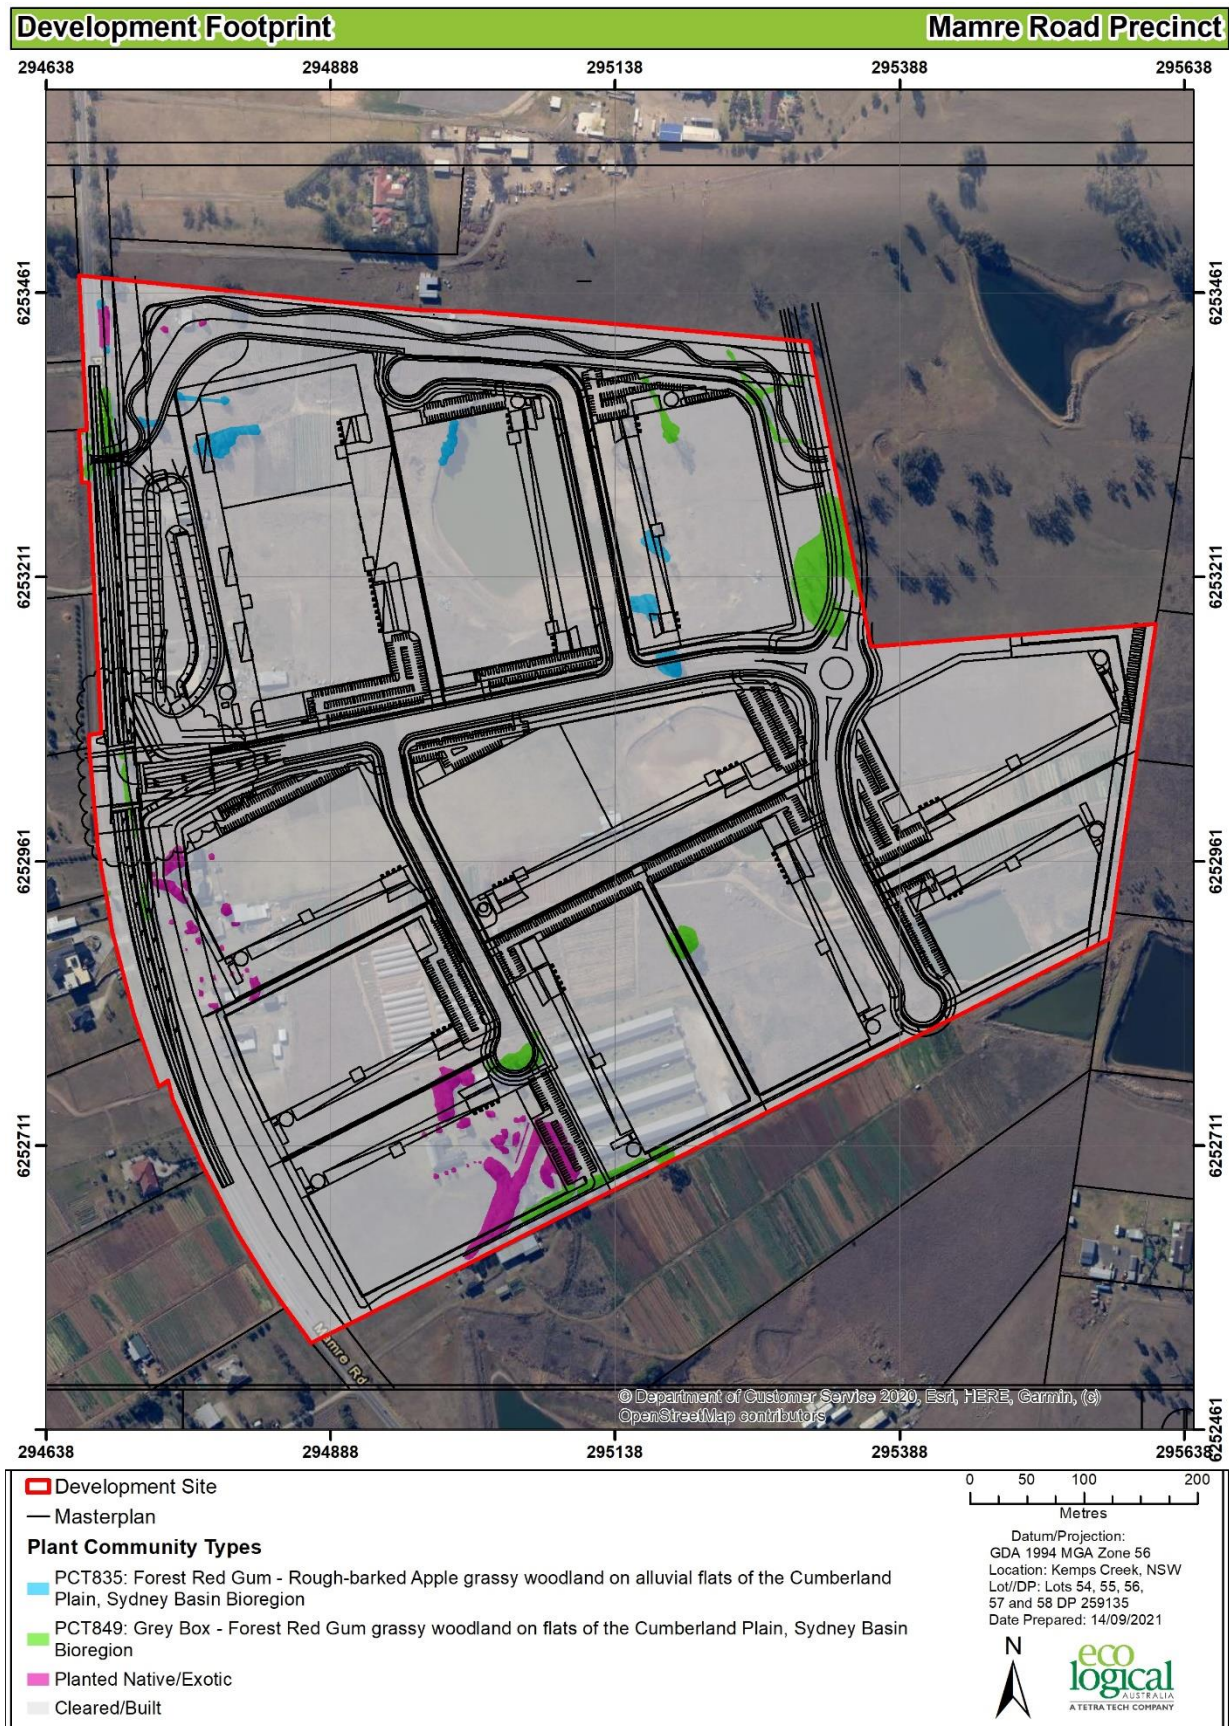 Development Footprint
Mamre Road Precinct
294638 294888 295138 295388 295638
6253461
6253461
6253211
6253211
6252961
6252961
6252711
6252711
6252461
Mamre Rd
© Department of Customer Service 2020, Esri, HERE, Garmin, (c)
OpenStreetMap contributors
294638 294888 295138 295388 295638
Development Site
Masterplan
Plant Community Types
PCT835: Forest Red Gum - Rough-barked Apple grassy woodland on alluvial flats of the Cumberland
Plain, Sydney Basin Bioregion
PCT849: Grey Box - Forest Red Gum grassy woodland on flats of the Cumberland Plain, Sydney Basin
Bioregion
Planted Native/Exotic
Cleared/Built
0 50 100 200
Metres
Datum/Projection:
GDA 1994 MGA Zone 56
Location: Kemps Creek, NSW
Lot//DP: Lots 54, 55, 56,
57 and 58 DP 259135
Date Prepared: 14/09/2021
N
eco
logical
AUSTRALIA
A TETRA TECH COMPANY